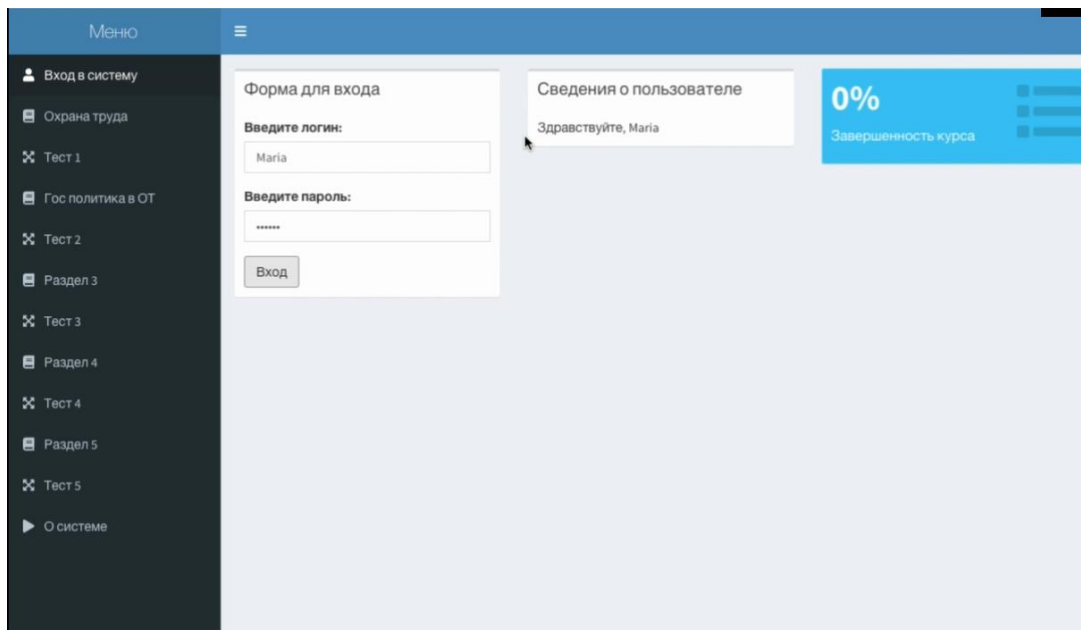 Меню
Вход в систему
Охрана труда
Тест 1
Гос политика в ОТ
Тест 2
Раздел 3
Тест 3
Раздел 4
Тест 4
Раздел 5
Тест 5
О системе
Форма для входа
Введите логин:
Maria
Введите пароль:
••••••
Вход
Сведения о пользователе
Здравствуйте, Maria
0%
Завершенность курса